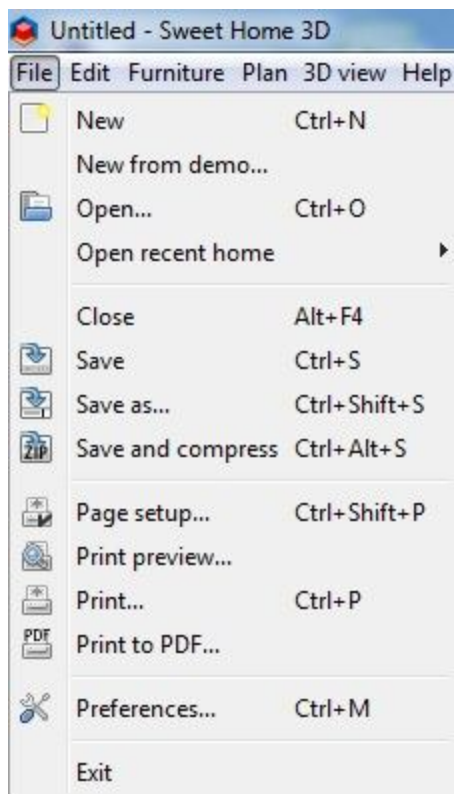 Untitled - Sweet Home 3D
File Edit Furniture Plan 3D view Help
New Ctrl+N
New from demo...
Open... Ctrl+O
Open recent home
Close Alt+F4
Save Ctrl+S
Save as... Ctrl+Shift+S
ZIP Save and compress Ctrl+Alt+S
Page setup... Ctrl+Shift+P
Print preview...
Print... Ctrl+P
PDF Print to PDF...
Preferences... Ctrl+M
Exit